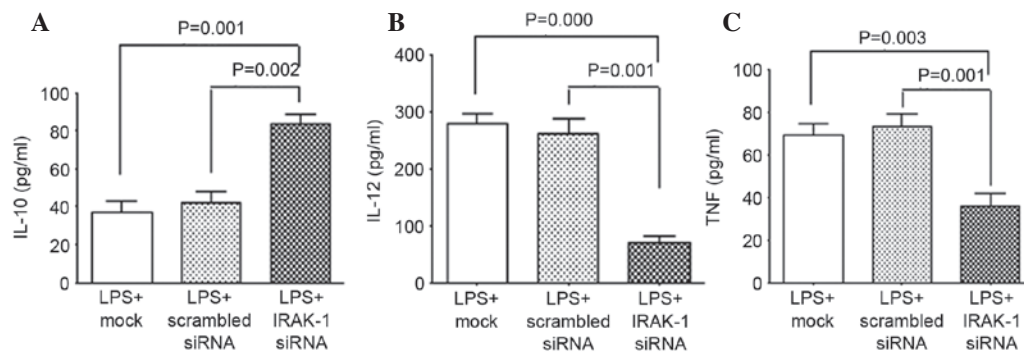 A
P=0.001
P=0.002
IL-10 (pg/ml)
100
80
60
40
20
0
LPS+ mock
LPS+ scrambled siRNA
LPS+ IRAK-1 siRNA
B
P=0.000
P=0.001
IL-12 (pg/ml)
400
300
200
100
0
LPS+ mock
LPS+ scrambled siRNA
LPS+ IRAK-1 siRNA
C
P=0.003
P=0.001
TNF (pg/ml)
100
80
60
40
20
0
LPS+ mock
LPS+ scrambled siRNA
LPS+ IRAK-1 siRNA